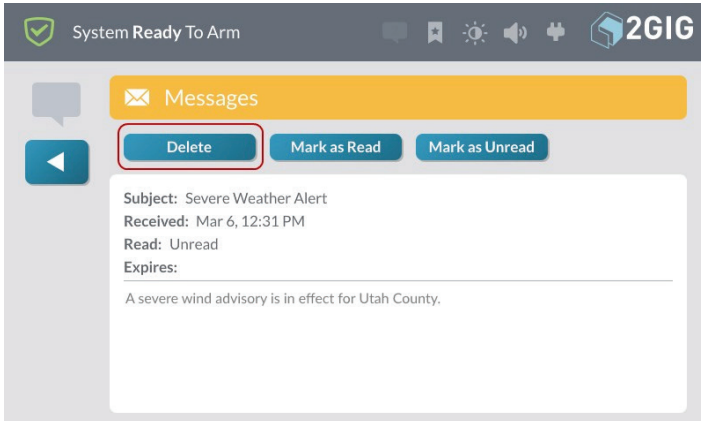 System Ready To Arm
2GIG
Messages
Delete
Mark as Read
Mark as Unread
Subject: Severe Weather Alert
Received: Mar 6, 12:31 PM
Read: Unread
Expires:
A severe wind advisory is in effect for Utah County.